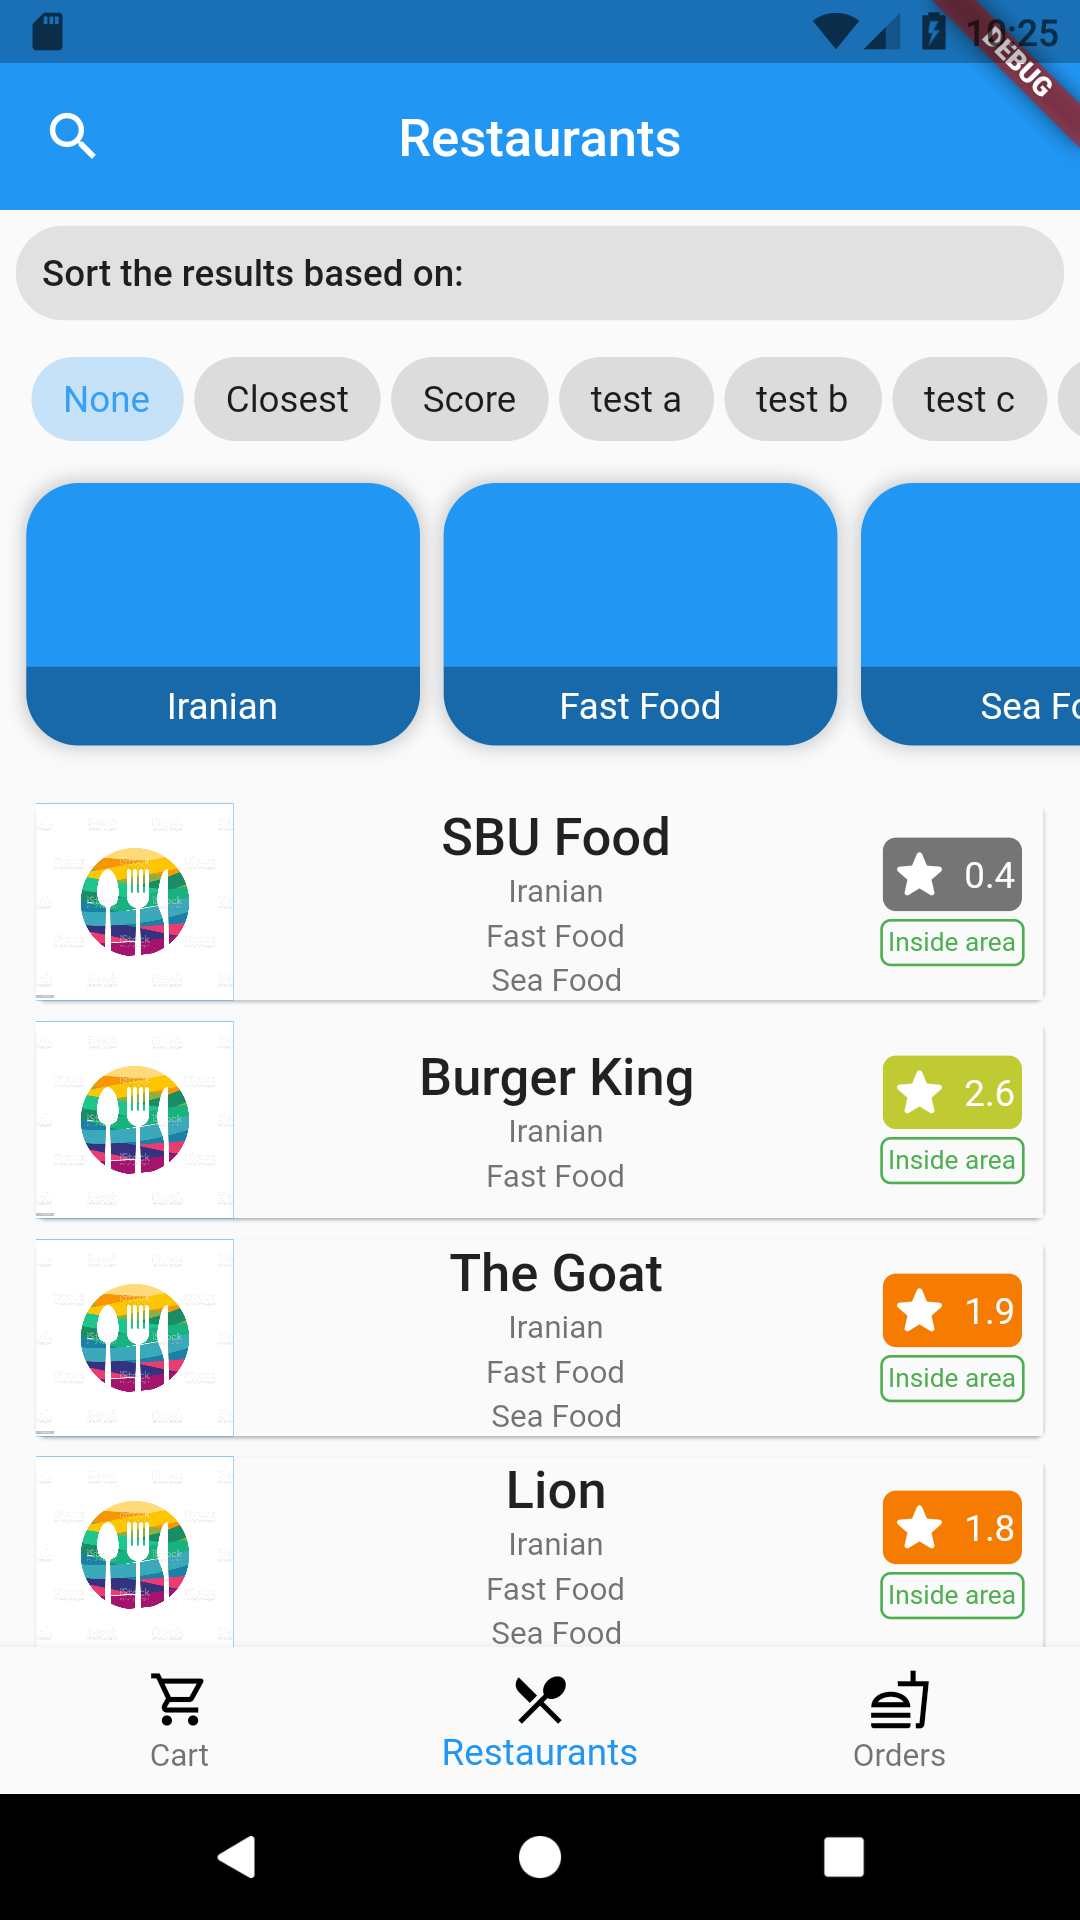 10:25
DEBUG
Restaurants
Sort the results based on:
None Closest Score test a test b test c
Iranian Fast Food Sea Fo
SBU Food
Iranian
Fast Food
Sea Food
0.4
Inside area
Burger King
Iranian
Fast Food
2.6
Inside area
The Goat
Iranian
Fast Food
Sea Food
1.9
Inside area
Lion
Iranian
Fast Food
Sea Food
1.8
Inside area
Cart Restaurants Orders